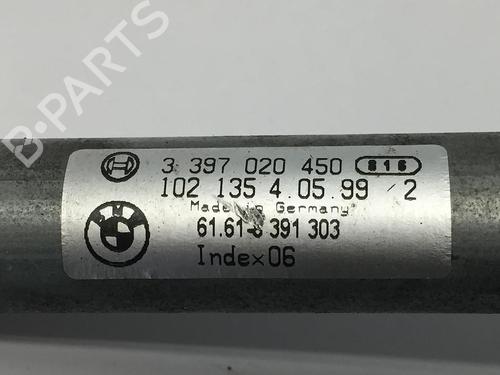 B-PARTS
3 397 020 450 816
102 135 4.05.99 / 2
Made in Germany
61.61-8 391 303
Index 06